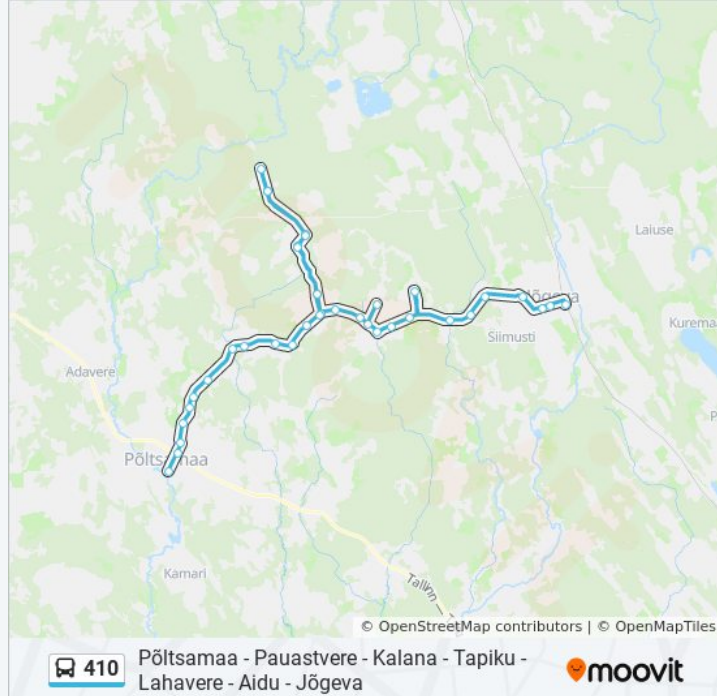 Laiuse
Jõgeva
Siimusti
Kurema
Adavere
Põltsamaa
Kamari
Tallinn -
© OpenStreetMap contributors | © OpenMapTiles
410
Põltsamaa - Pauastvere - Kalana - Tapiku -
Lahavere - Aidu - Jõgeva
moovit